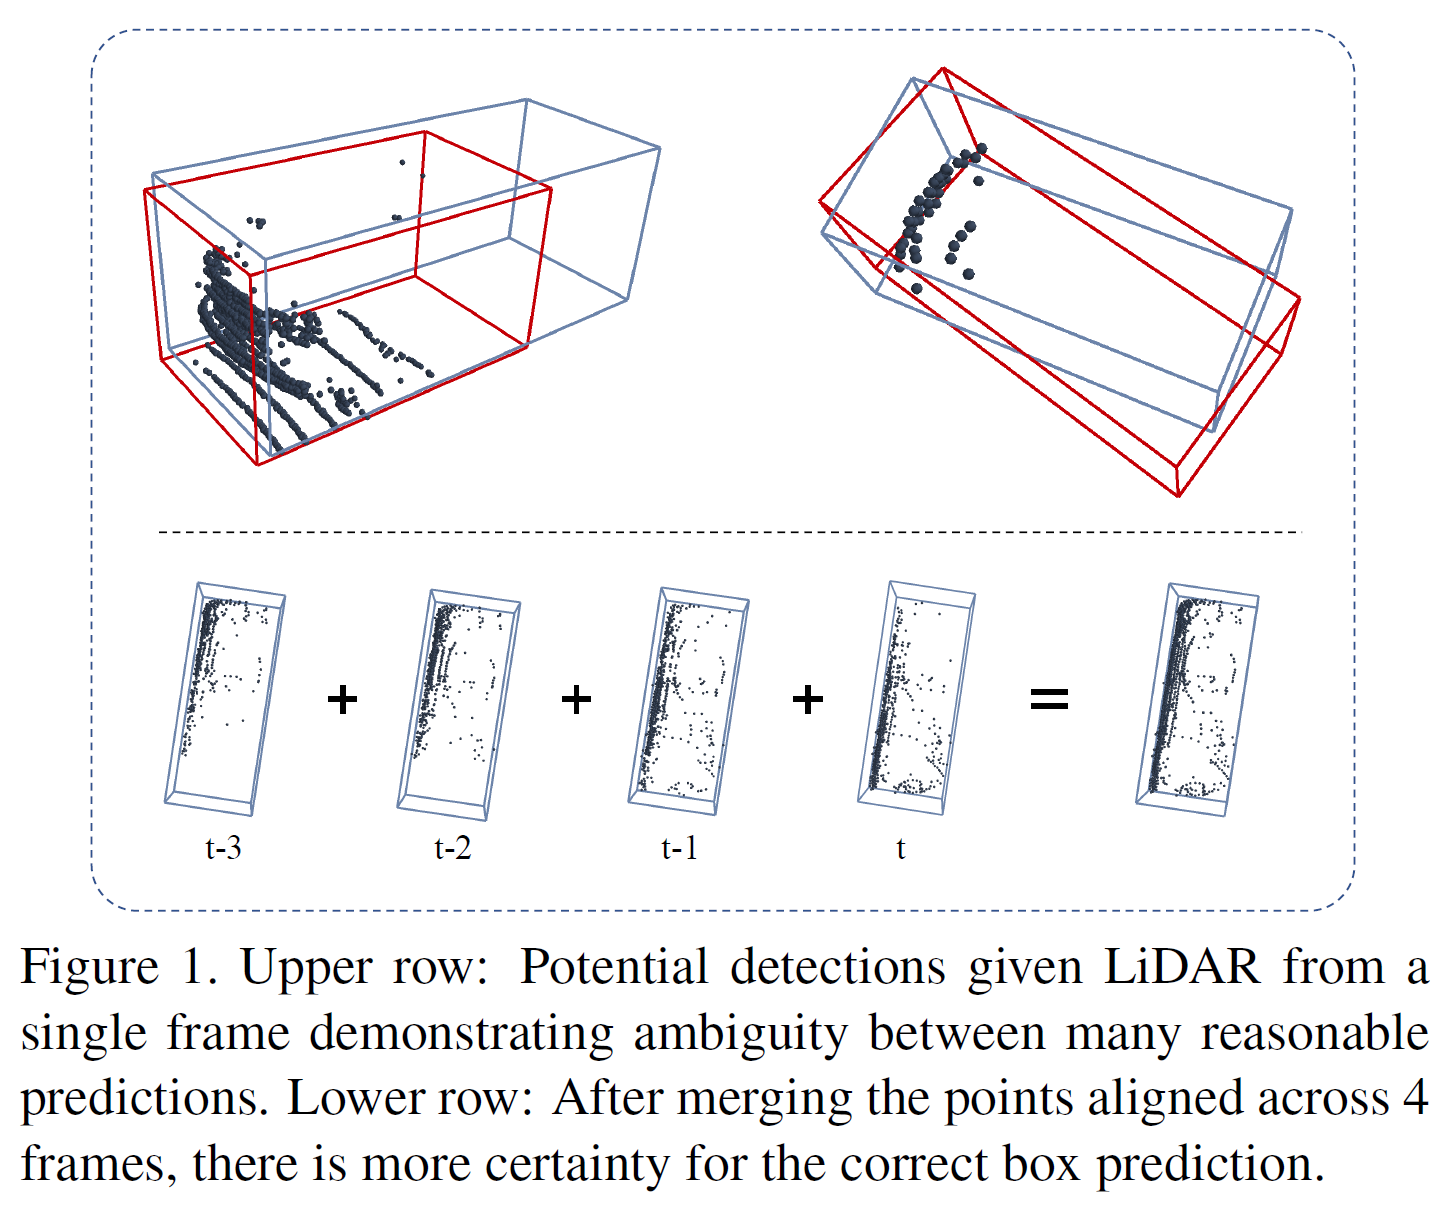 + + + =
t-3 t-2 t-1 t
Figure 1. Upper row: Potential detections given LiDAR from a
single frame demonstrating ambiguity between many reasonable
predictions. Lower row: After merging the points aligned across 4
frames, there is more certainty for the correct box prediction.